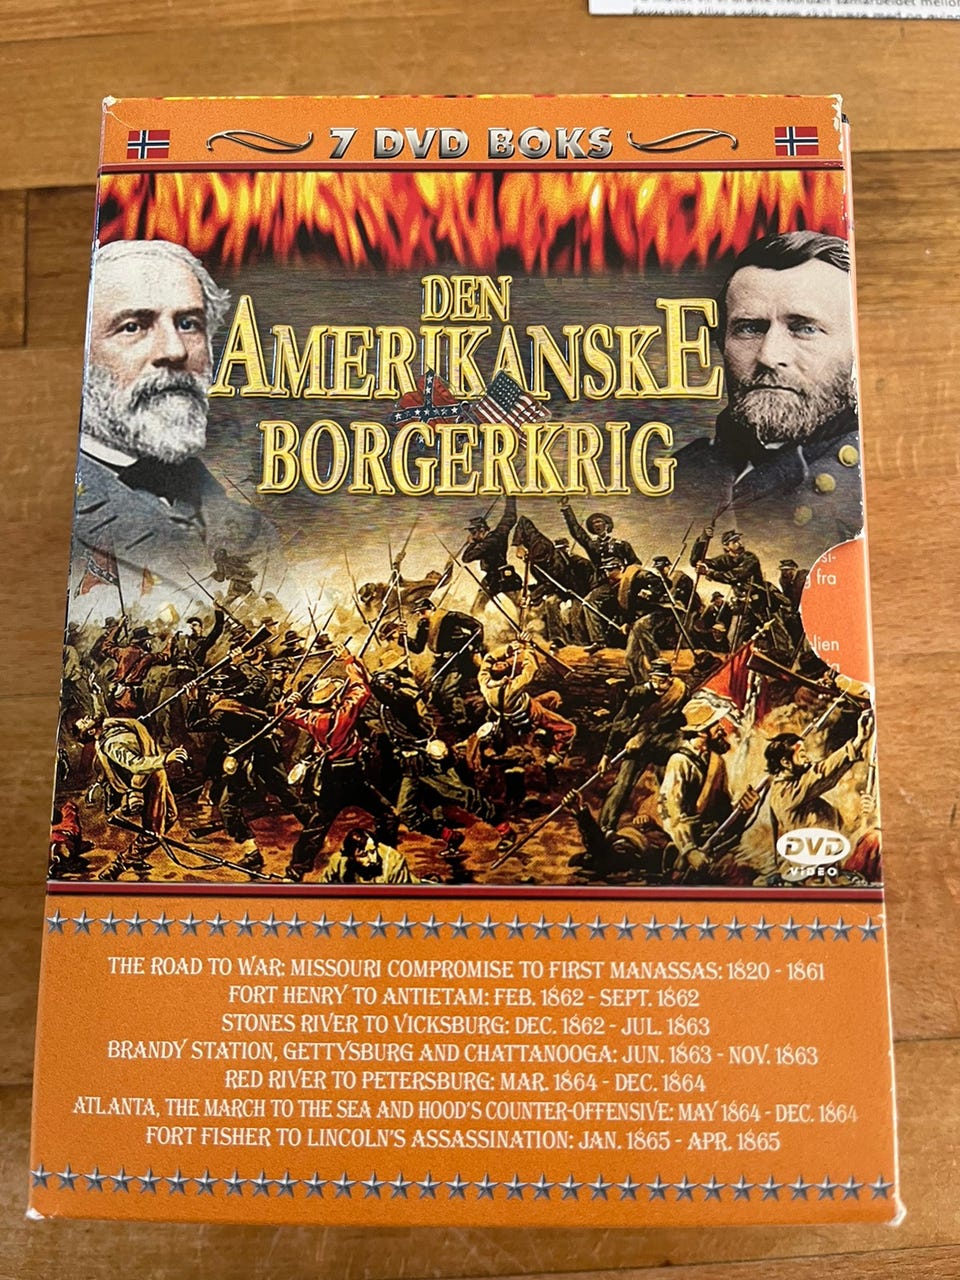 7 DVD BOKS
DEN
AMERIKANSKE
BORGERKRIG
fra
DVD
VIDEO
THE ROAD TO WAR: MISSOURI COMPROMISE TO FIRST MANASSAS: 1820 - 1861
FORT HENRY TO ANTIETAM: FEB. 1862 - SEPT. 1862
STONES RIVER TO VICKSBURG: DEC. 1862 - JUL. 1863
BRANDY STATION, GETTYSBURG AND CHATTANOOGA: JUN. 1863 - NOV. 1863
RED RIVER TO PETERSBURG: MAR. 1864 - DEC. 1864
ATLANTA, THE MARCH TO THE SEA AND HOOD'S COUNTER-OFFENSIVE: MAY 1864 - DEC. 1864
FORT FISHER TO LINCOLN'S ASSASSINATION: JAN. 1865 - APR. 1865